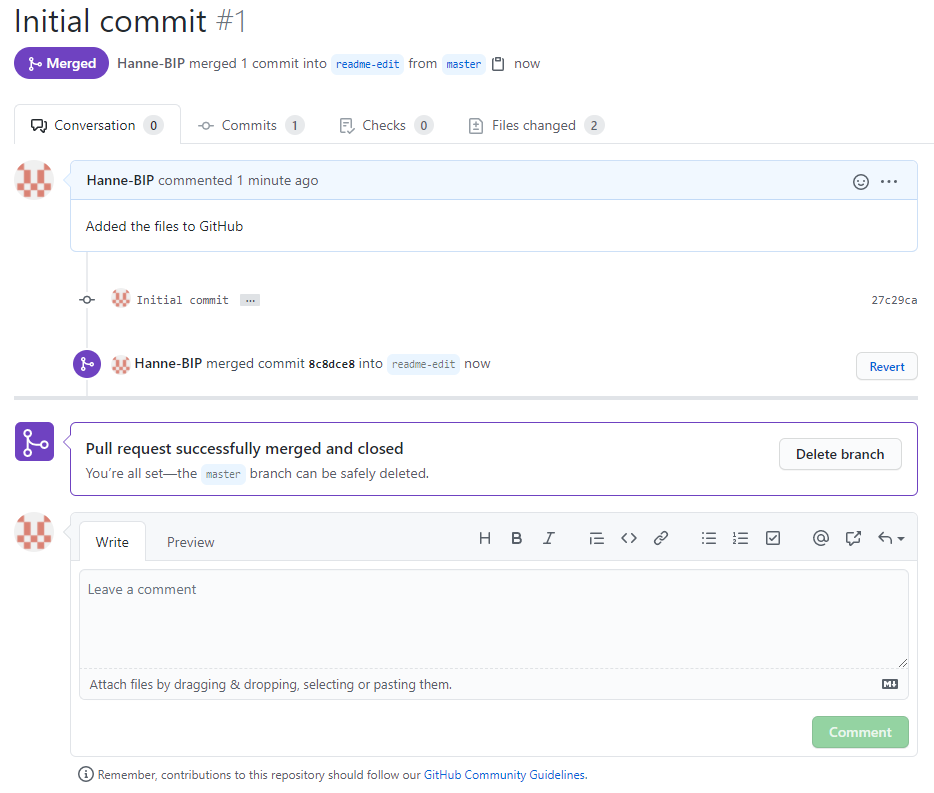 Initial commit #1
Merged Hanne-BIP merged 1 commit into readme-edit from master now
Conversation 0 Commits 1 Checks 0 Files changed 2
Hanne-BIP commented 1 minute ago
Added the files to GitHub
Initial commit ... 27c29ca
Hanne-BIP merged commit 8c8dce8 into readme-edit now
Revert
Pull request successfully merged and closed
You're all set—the master branch can be safely deleted.
Delete branch
Write Preview
Leave a comment
Attach files by dragging & dropping, selecting or pasting them.
Comment
Remember, contributions to this repository should follow our GitHub Community Guidelines.